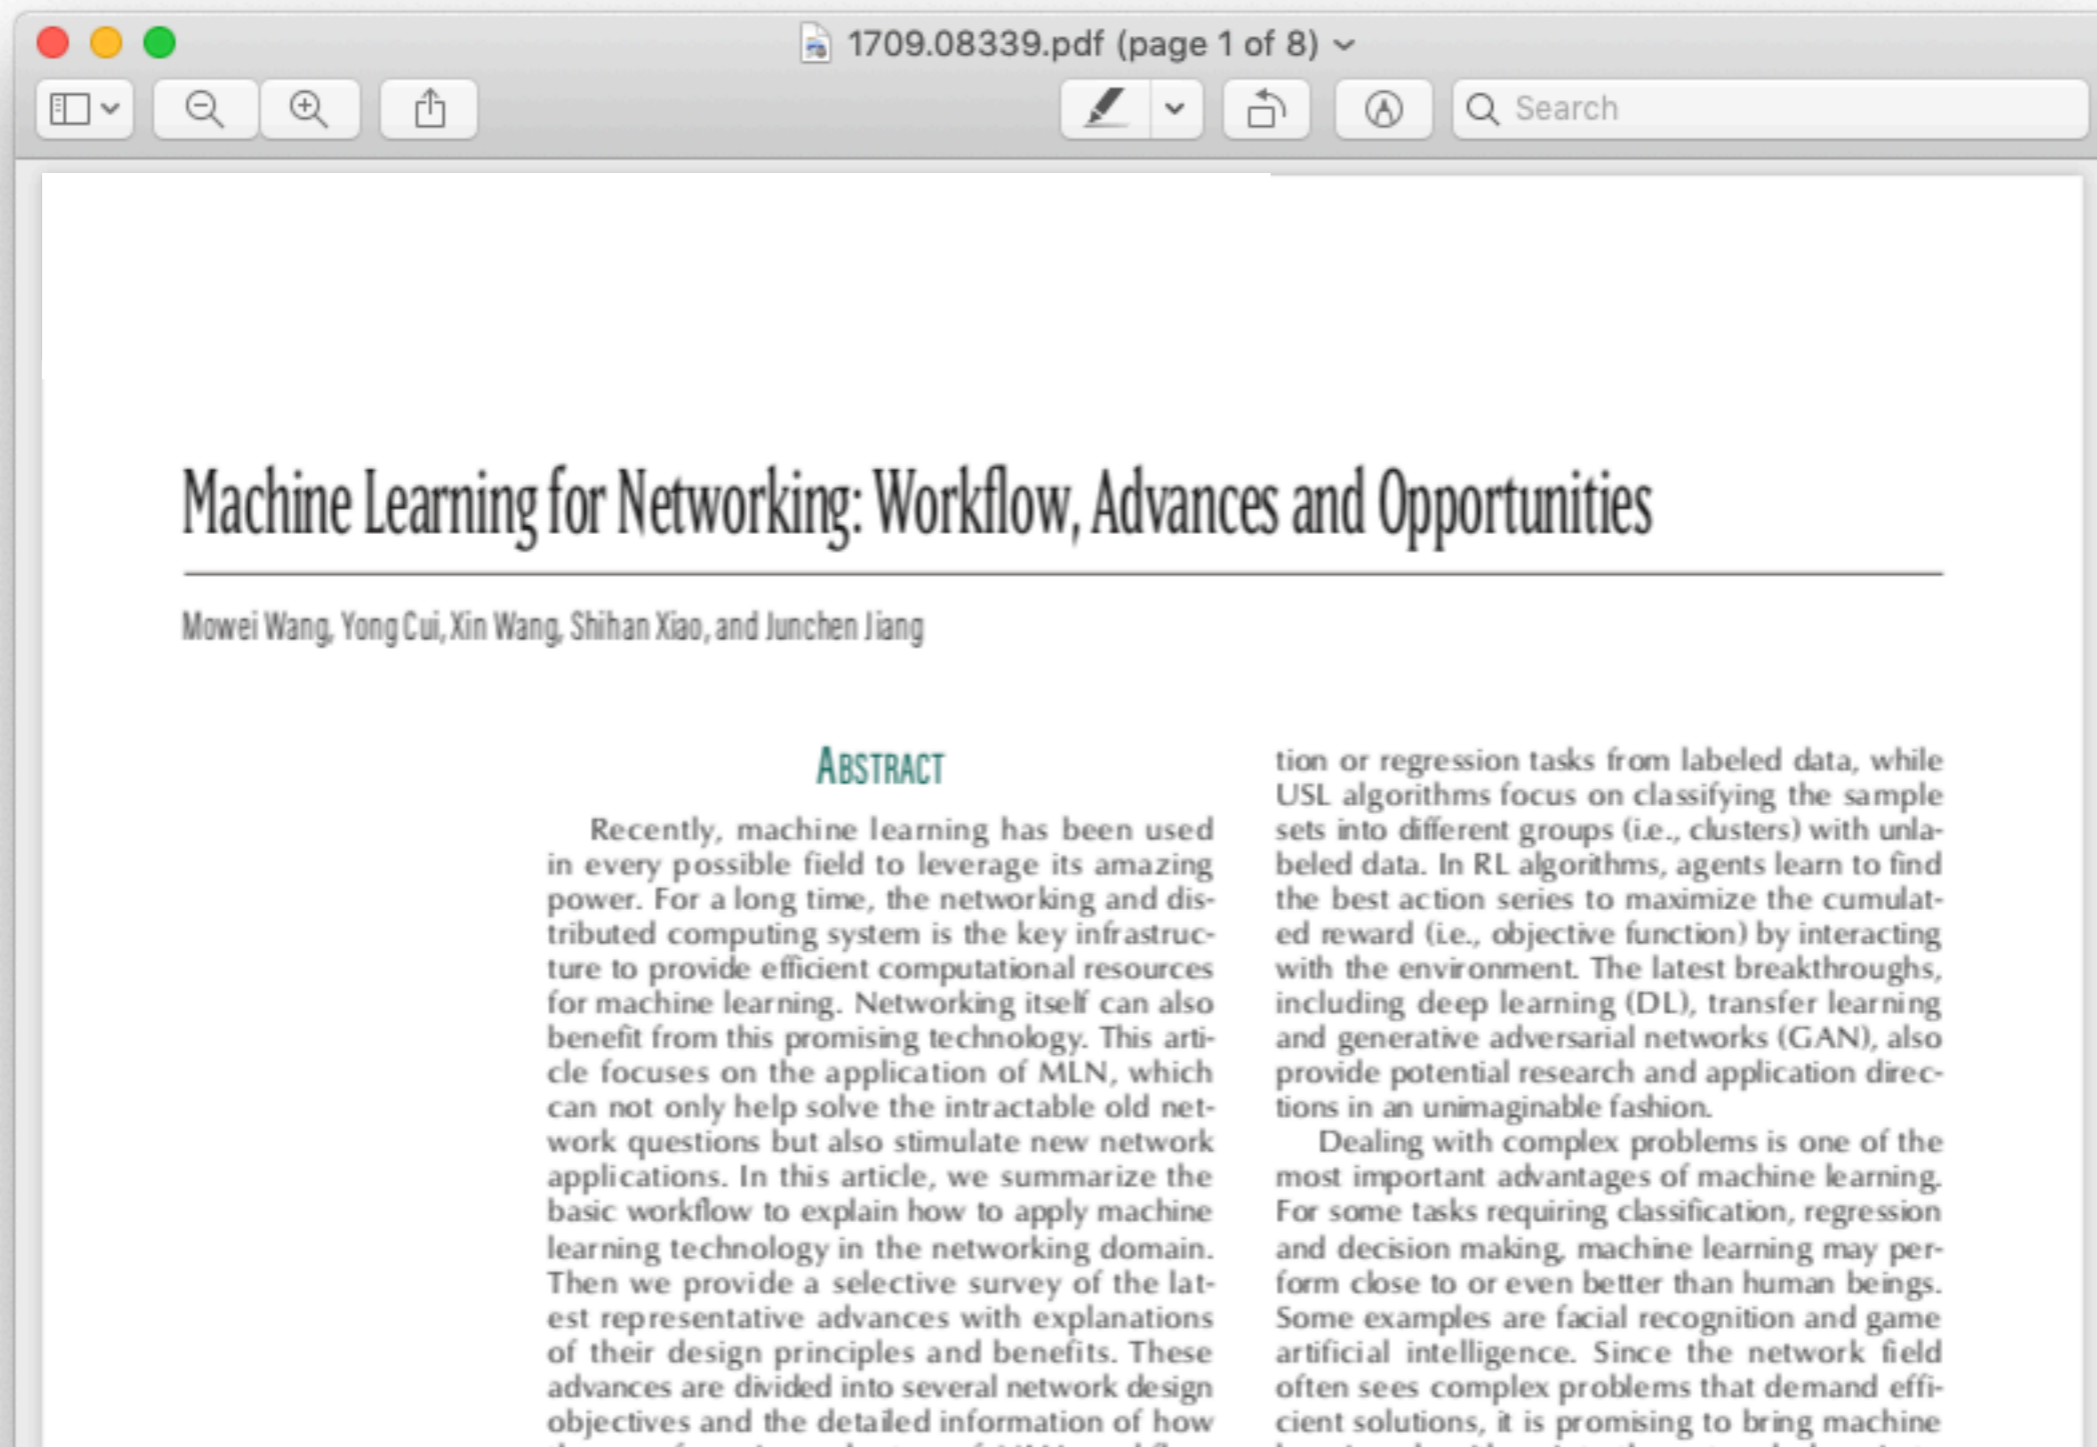 1709.08339.pdf (page 1 of 8)
Search
Machine Learning for Networking: Workflow, Advances and Opportunities
Mowei Wang, Yong Cui, Xin Wang, Shihan Xiao, and Junchen Jiang
ABSTRACT
Recently, machine learning has been used
in every possible field to leverage its amazing
power. For a long time, the networking and dis-
tributed computing system is the key infrastruc-
ture to provide efficient computational resources
for machine learning. Networking itself can also
benefit from this promising technology. This arti-
cle focuses on the application of MLN, which
can not only help solve the intractable old net-
work questions but also stimulate new network
applications. In this article, we summarize the
basic workflow to explain how to apply machine
learning technology in the networking domain.
Then we provide a selective survey of the lat-
est representative advances with explanations
of their design principles and benefits. These
advances are divided into several network design
objectives and the detailed information of how
tion or regression tasks from labeled data, while
USL algorithms focus on classifying the sample
sets into different groups (i.e., clusters) with unla-
beled data. In RL algorithms, agents learn to find
the best action series to maximize the cumulat-
ed reward (i.e., objective function) by interacting
with the environment. The latest breakthroughs,
including deep learning (DL), transfer learning
and generative adversarial networks (GAN), also
provide potential research and application direc-
tions in an unimaginable fashion.
Dealing with complex problems is one of the
most important advantages of machine learning.
For some tasks requiring classification, regression
and decision making, machine learning may per-
form close to or even better than human beings.
Some examples are facial recognition and game
artificial intelligence. Since the network field
often sees complex problems that demand effi-
cient solutions, it is promising to bring machine